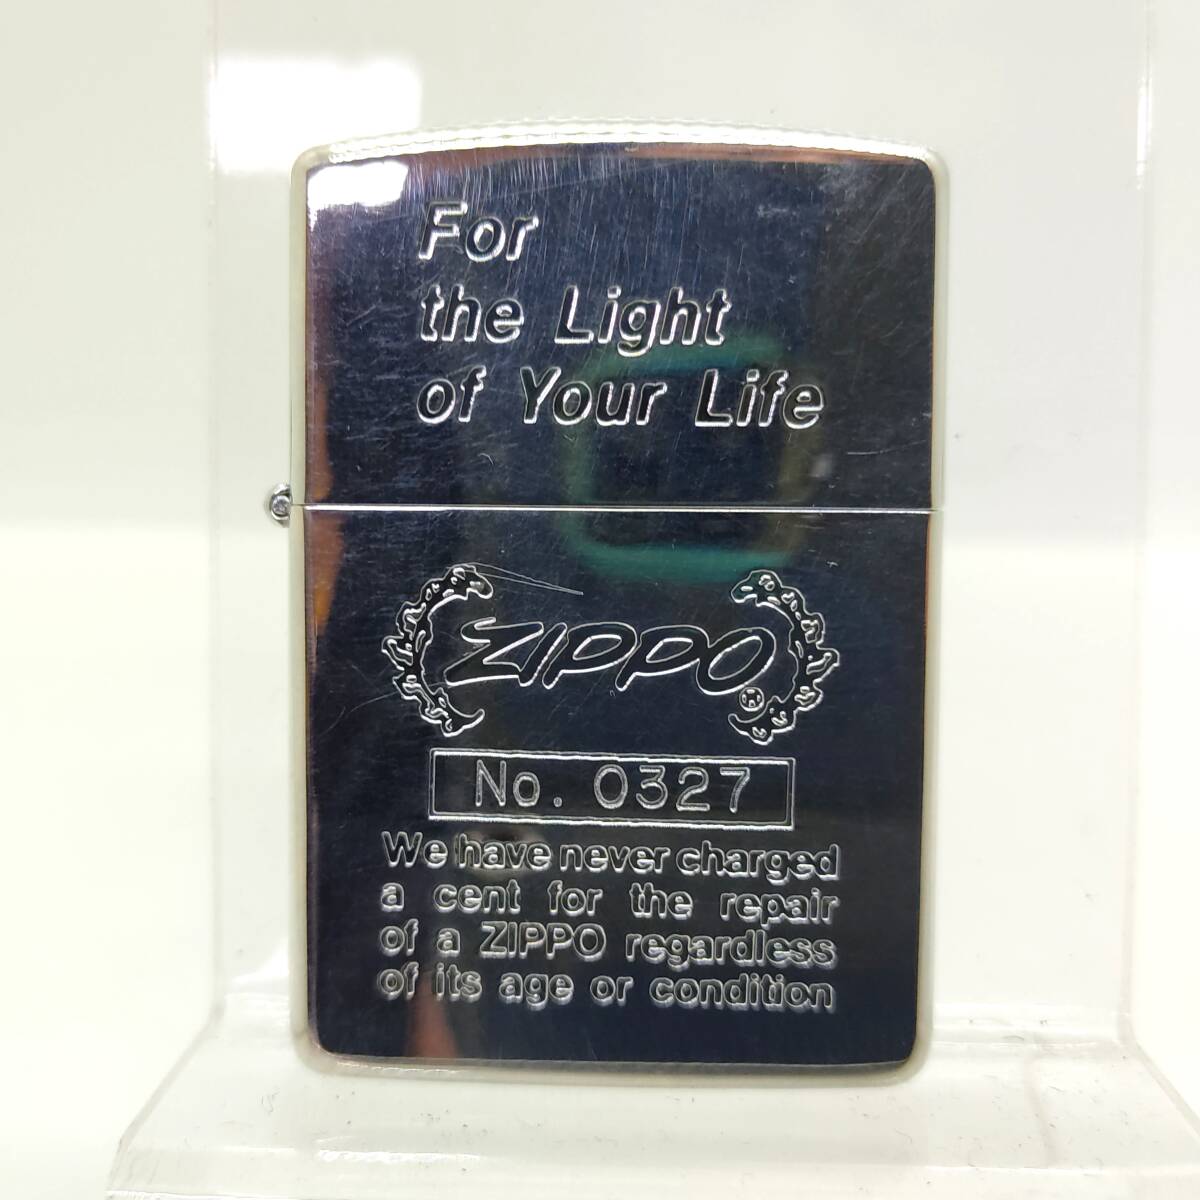 For
the Light
of Your Life
ZIPPO
No. 0327
We have never charged
a cent for the repair
of a ZIPPO regardless
of its age or condition